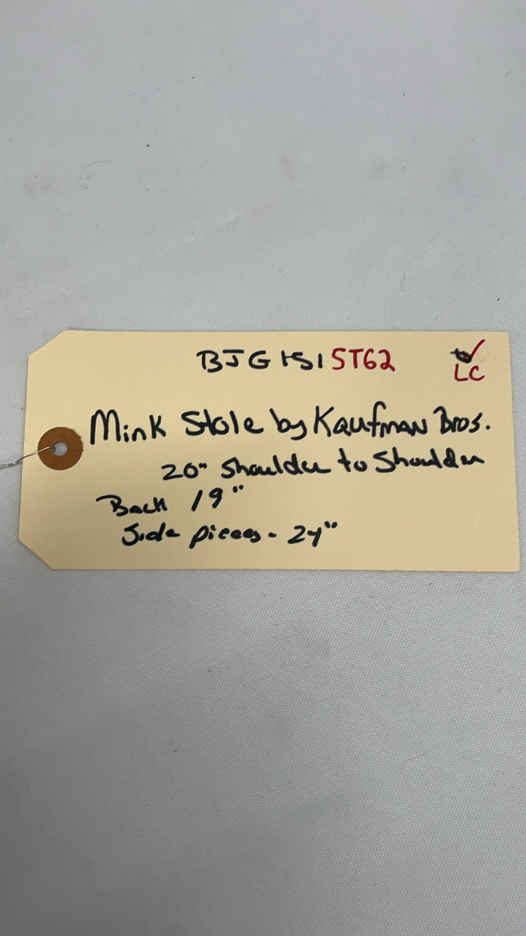 BJG 151 ST62 ✓
LC
Mink Stole by Kaufman Bros.
20" Shoulder to Shoulder
Back 19"
Side pieces - 24"